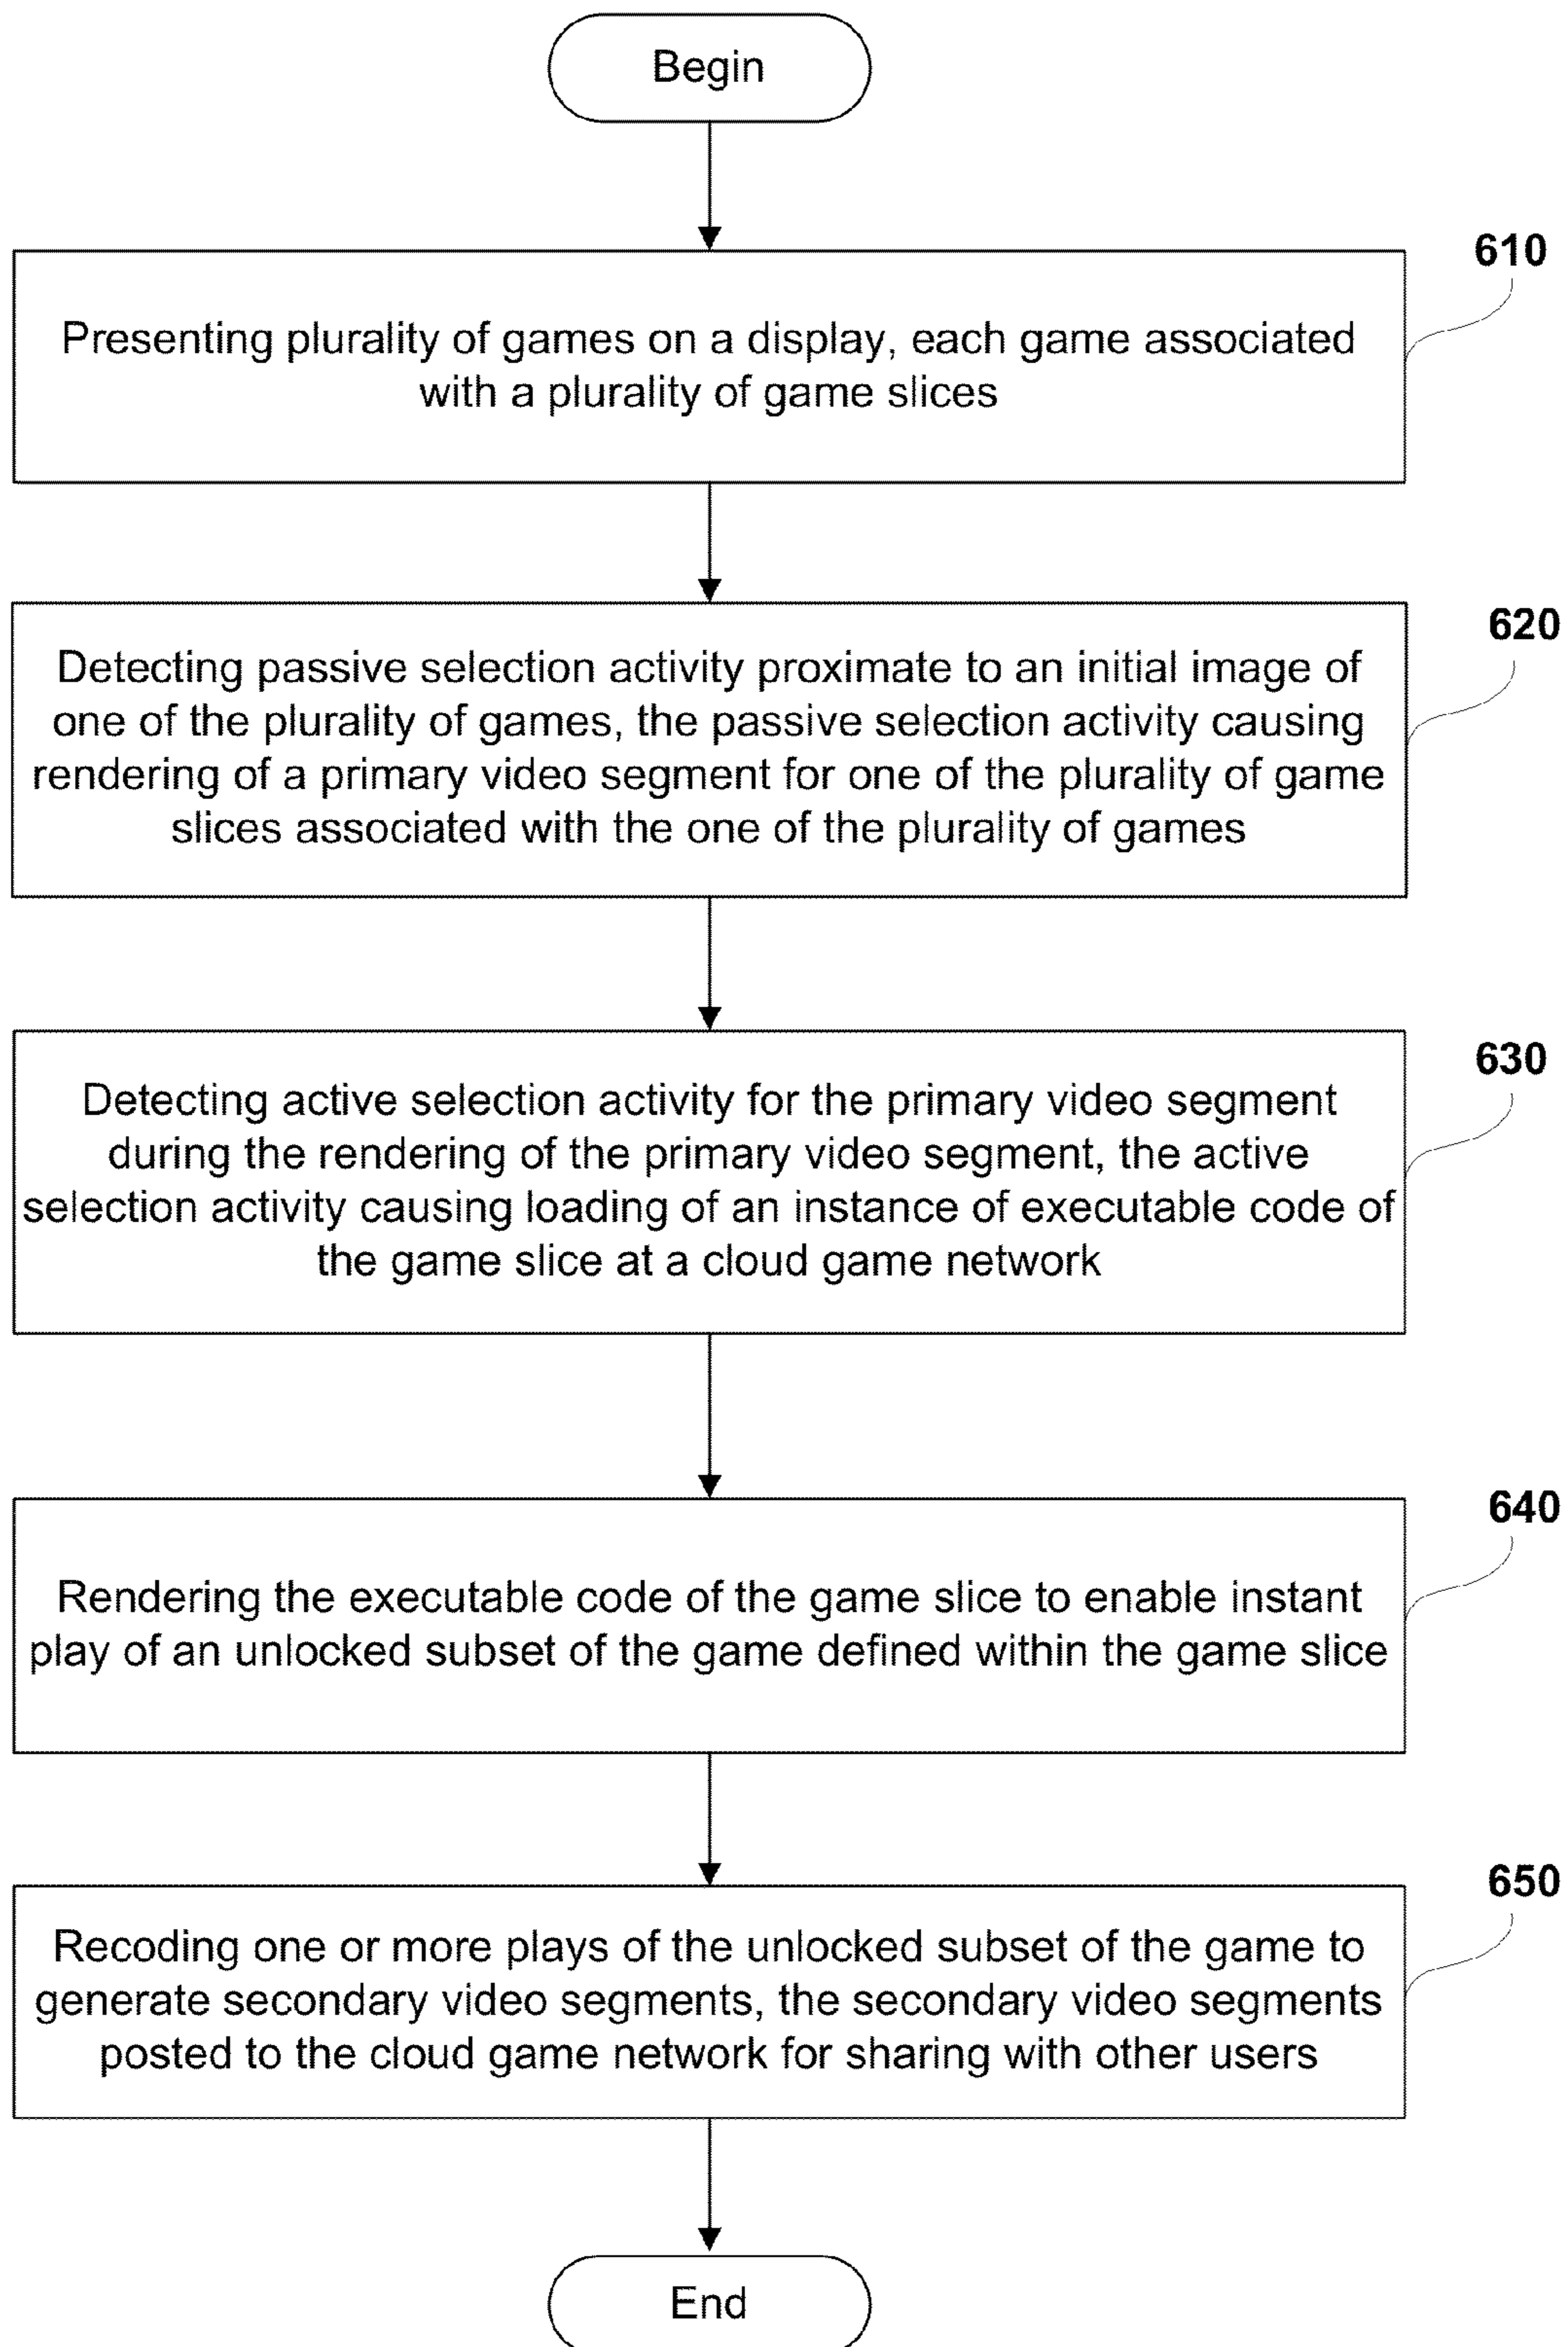 Begin
610
Presenting plurality of games on a display, each game associated
with a plurality of game slices
620
Detecting passive selection activity proximate to an initial image of
one of the plurality of games, the passive selection activity causing
rendering of a primary video segment for one of the plurality of game
slices associated with the one of the plurality of games
630
Detecting active selection activity for the primary video segment
during the rendering of the primary video segment, the active
selection activity causing loading of an instance of executable code of
the game slice at a cloud game network
640
Rendering the executable code of the game slice to enable instant
play of an unlocked subset of the game defined within the game slice
650
Recoding one or more plays of the unlocked subset of the game to
generate secondary video segments, the secondary video segments
posted to the cloud game network for sharing with other users
End